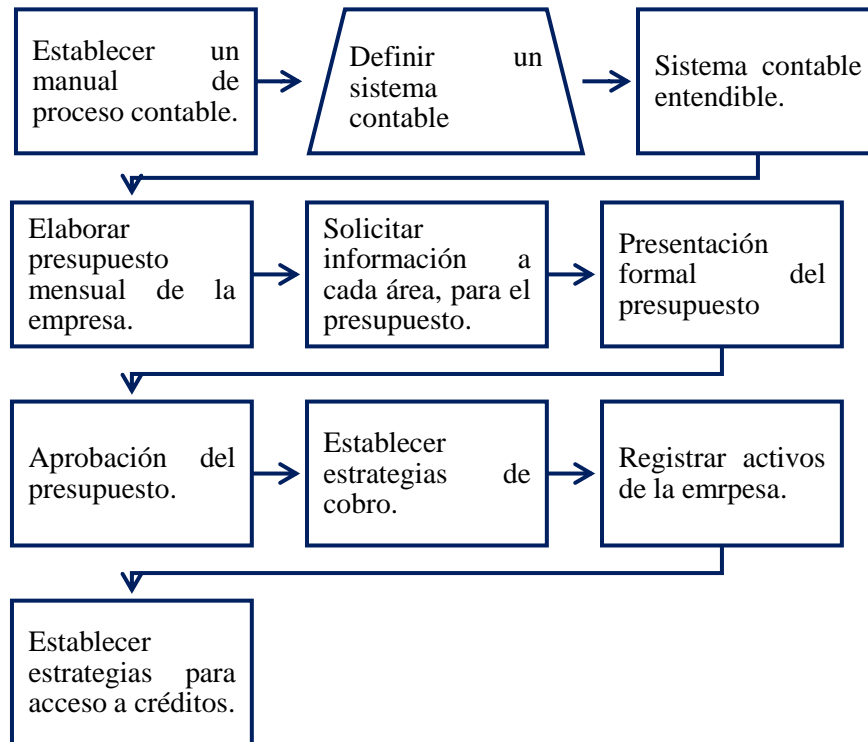 Establecer un
manual de
proceso contable.
Definir un
sistema
contable
Sistema contable
entendible.
Elaborar
presupuesto
mensual de la
empresa.
Solicitar
información a
cada área, para el
presupuesto.
Presentación
formal del
presupuesto
Aprobación del
presupuesto.
Establecer
estrategias de
cobro.
Registrar activos
de la emrpesa.
Establecer
estrategias para
acceso a créditos.